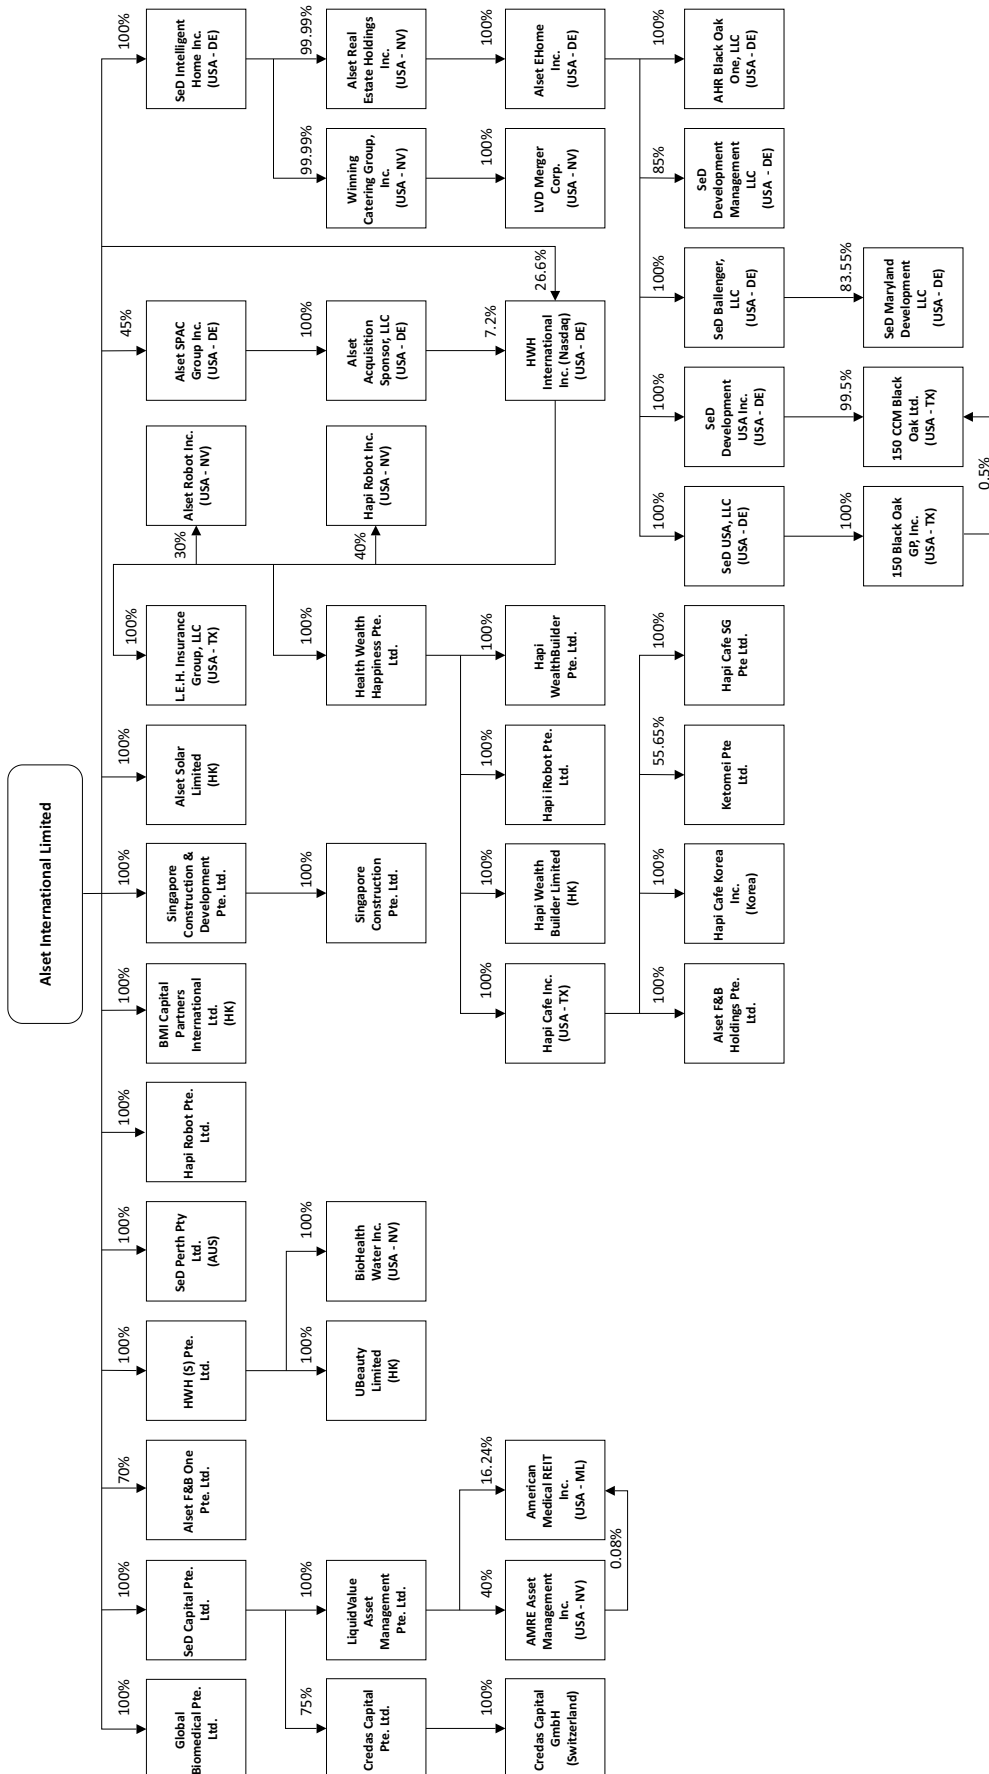 Alset International Limited
100%
Global
Biomedical Pte.
Ltd.
100%
SeD Capital Pte.
Ltd.
70%
Alset F&B One
Pte. Ltd.
100%
HWH (S) Pte.
Ltd.
100%
SeD Perth Pty
Ltd.
(AUS)
100%
Hapi Robot Pte.
Ltd.
100%
BMI Capital
Partners
International
Ltd.
(HK)
100%
Singapore
Construction &
Development
Pte. Ltd.
100%
Alset Solar
Limited
(HK)
100%
L.E.H. Insurance
Group, LLC
(USA - TX)
30%
Alset Robot Inc.
(USA - NV)
45%
Alset SPAC
Group Inc.
(USA - DE)
100%
SeD Intelligent
Home Inc.
(USA - DE)
75%
Credas Capital
Pte. Ltd.
100%
LiquidValue
Asset
Management
Pte. Ltd.
100%
UBeauty
Limited
(HK)
100%
BioHealth
Water Inc.
(USA - NV)
100%
Singapore
Construction
Pte. Ltd.
100%
Health Wealth
Happiness Pte.
Ltd.
40%
Hapi Robot Inc.
(USA - NV)
100%
Alset
Acquisition
Sponsor, LLC
(USA - DE)
99.99%
Winning
Catering Group,
Inc.
(USA - NV)
99.99%
Alset Real
Estate Holdings
Inc.
(USA - NV)
100%
Credas Capital
GmbH
(Switzerland)
40%
AMRE Asset
Management
Inc.
(USA - NV)
16.24%
American
Medical REIT
Inc.
(USA - ML)
0.08%
100%
Hapi Cafe Inc.
(USA - TX)
100%
Hapi Wealth
Builder Limited
(HK)
100%
Hapi iRobot Pte.
Ltd.
100%
Hapi
WealthBuilder
Pte. Ltd.
7.2%
26.6%
HWH
International
Inc. (Nasdaq)
(USA - DE)
100%
LVD Merger
Corp.
(USA - NV)
100%
Alset EHome
Inc.
(USA - DE)
100%
Alset F&B
Holdings Pte.
Ltd.
100%
Hapi Cafe Korea
Inc.
(Korea)
55.65%
Ketomei Pte
Ltd.
100%
Hapi Cafe SG
Pte Ltd.
100%
SeD USA, LLC
(USA - DE)
100%
SeD
Development
USA Inc.
(USA - DE)
100%
SeD Ballenger,
LLC
(USA - DE)
85%
SeD
Development
Management
LLC
(USA - DE)
100%
AHR Black Oak
One, LLC
(USA - DE)
100%
150 Black Oak
GP, Inc.
(USA - TX)
99.5%
150 CCM Black
Oak Ltd.
(USA - TX)
83.55%
SeD Maryland
Development
LLC
(USA - DE)
0.5%